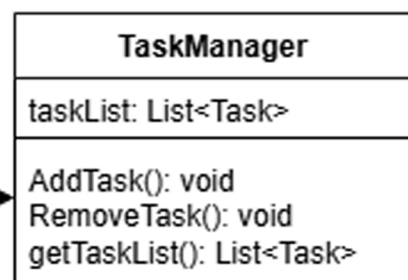 TaskManager
taskList: List<Task>
AddTask(): void
RemoveTask(): void
getTaskList(): List<Task>